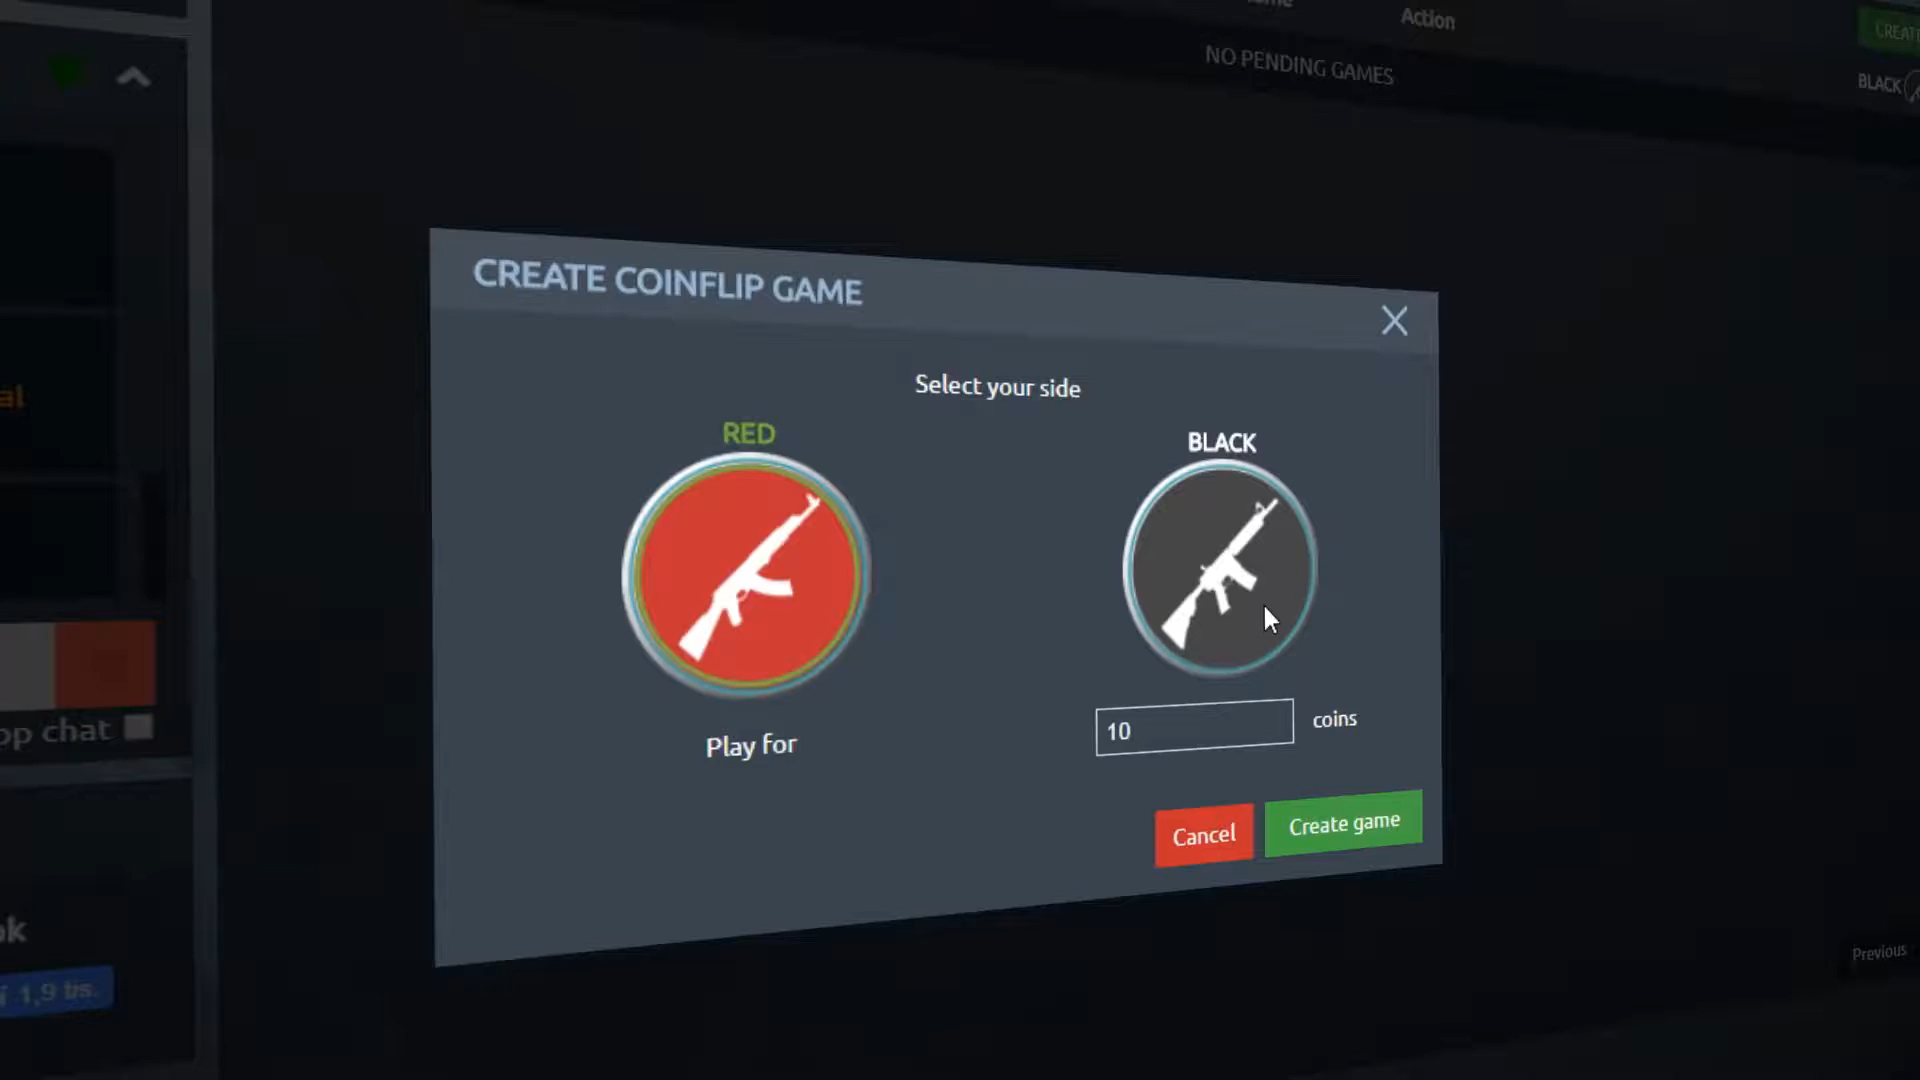 Action
CREATE
NO PENDING GAMES
BLACK
CREATE COINFLIP GAME
Select your side
RED
BLACK
10 coins
Play for
Cancel
Create game
chat
Previous